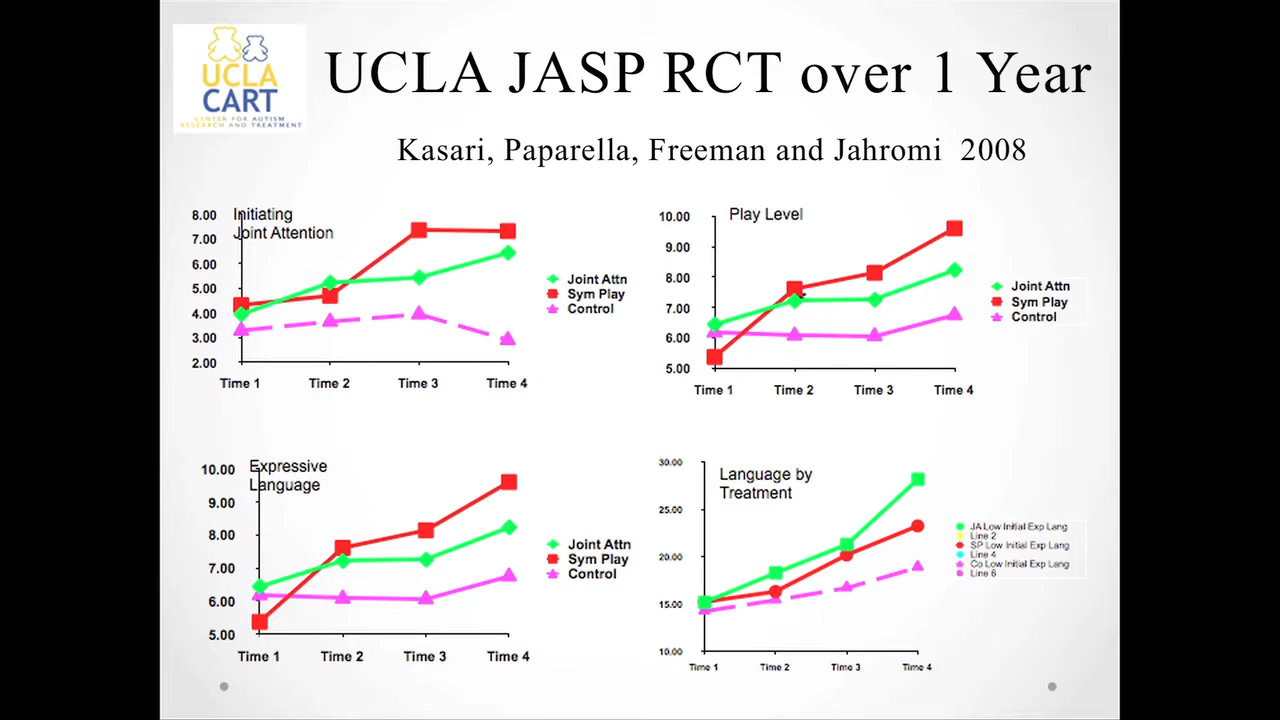 UCLA
CART
CENTER FOR AUTISM
RESEARCH AND TREATMENT
UCLA JASP RCT over 1 Year
Kasari, Paparella, Freeman and Jahromi 2008
Initiating
Joint Attention
8.00
7.00
6.00
5.00
4.00
3.00
2.00
Time 1 Time 2 Time 3 Time 4
Joint Attn
Sym Play
Control
Play Level
10.00
9.00
8.00
7.00
6.00
5.00
Time 1 Time 2 Time 3 Time 4
Joint Attn
Sym Play
Control
Expressive
Language
10.00
9.00
8.00
7.00
6.00
5.00
Time 1 Time 2 Time 3 Time 4
Joint Attn
Sym Play
Control
Language by
Treatment
30.00
25.00
20.00
15.00
10.00
Time 1 Time 2 Time 3 Time 4
JA Low Initial Exp Lang
Line 2
SP Low Initial Exp Lang
Line 4
Co Low Initial Exp Lang
Line 6